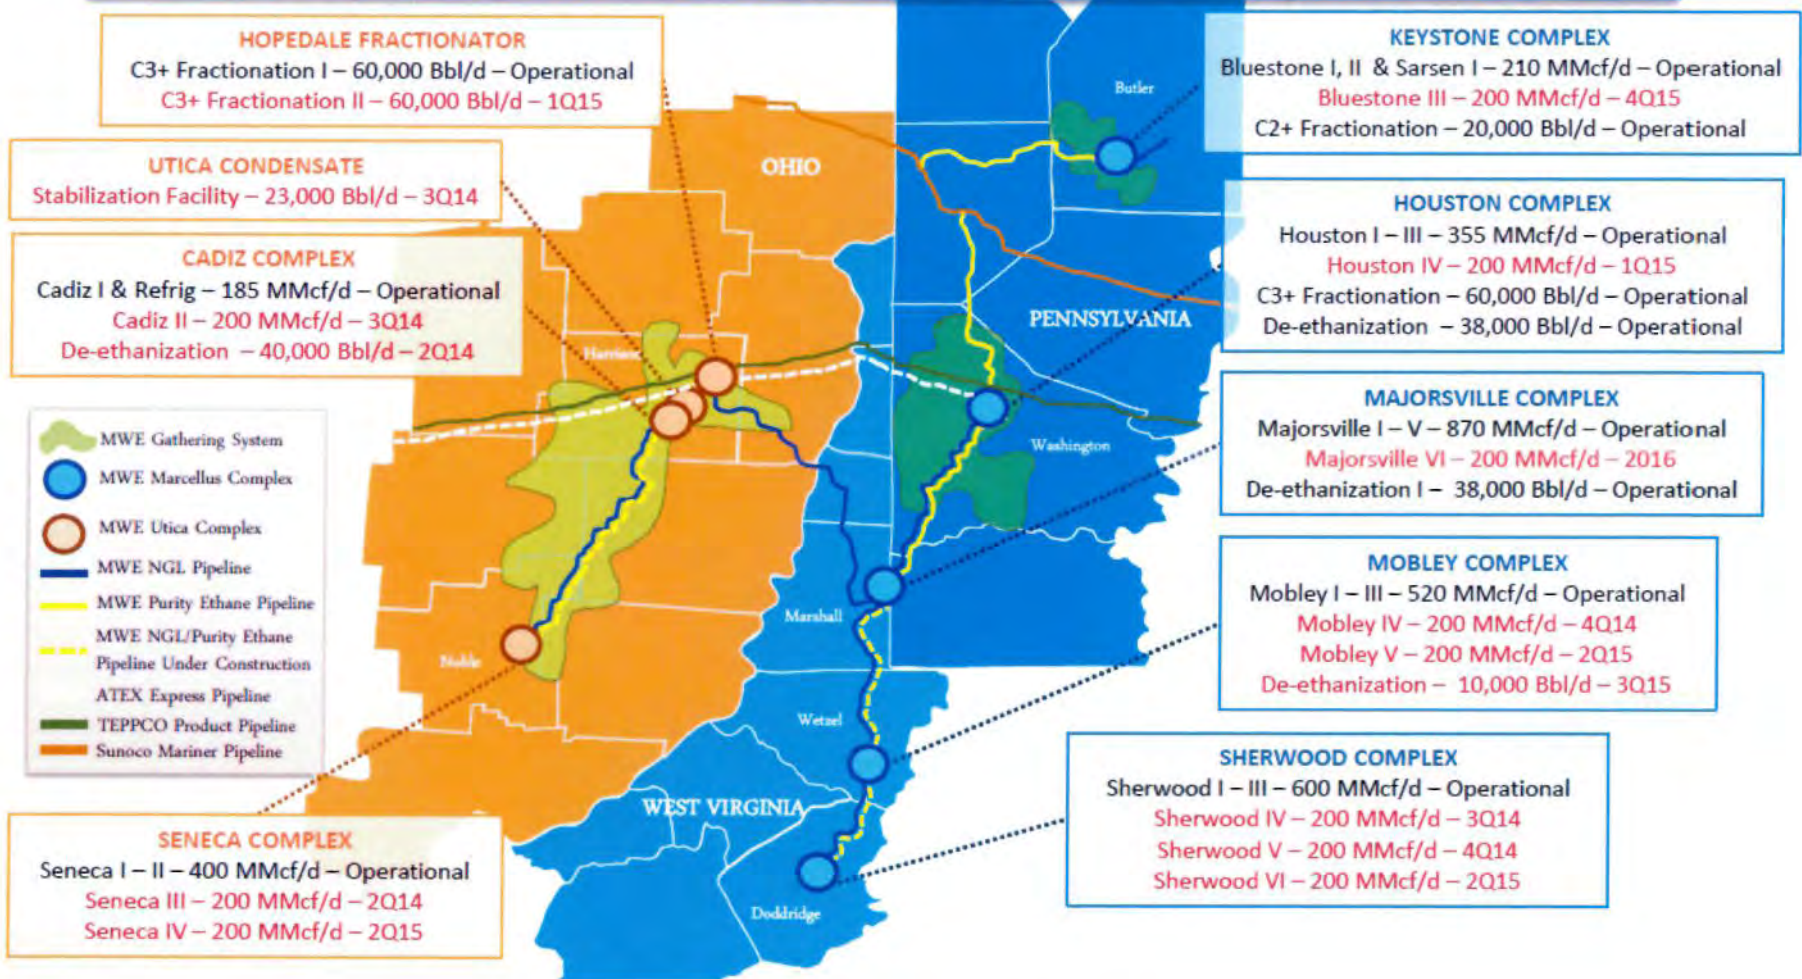 HOPEDALE FRACTIONATOR
C3+ Fractionation I – 60,000 Bbl/d – Operational
C3+ Fractionation II – 60,000 Bbl/d – 1Q15
UTICA CONDENSATE
Stabilization Facility – 23,000 Bbl/d – 3Q14
CADIZ COMPLEX
Cadiz I & Refrig – 185 MMcf/d – Operational
Cadiz II – 200 MMcf/d – 3Q14
De-ethanization – 40,000 Bbl/d – 2Q14
MWE Gathering System
MWE Marcellus Complex
MWE Utica Complex
MWE NGL Pipeline
MWE Purity Ethane Pipeline
MWE NGL/Purity Ethane
Pipeline Under Construction
ATEX Express Pipeline
TEPPCO Product Pipeline
Sunoco Mariner Pipeline
SENECA COMPLEX
Seneca I – II – 400 MMcf/d – Operational
Seneca III – 200 MMcf/d – 2Q14
Seneca IV – 200 MMcf/d – 2Q15
OHIO
Harrison
Noble
Butler
PENNSYLVANIA
Washington
Marshall
Wetzel
WEST VIRGINIA
Doddridge
KEYSTONE COMPLEX
Bluestone I, II & Sarsen I – 210 MMcf/d – Operational
Bluestone III – 200 MMcf/d – 4Q15
C2+ Fractionation – 20,000 Bbl/d – Operational
HOUSTON COMPLEX
Houston I – III – 355 MMcf/d – Operational
Houston IV – 200 MMcf/d – 1Q15
C3+ Fractionation – 60,000 Bbl/d – Operational
De-ethanization – 38,000 Bbl/d – Operational
MAJORSVILLE COMPLEX
Majorsville I – V – 870 MMcf/d – Operational
Majorsville VI – 200 MMcf/d – 2016
De-ethanization I – 38,000 Bbl/d – Operational
MOBLEY COMPLEX
Mobley I – III – 520 MMcf/d – Operational
Mobley IV – 200 MMcf/d – 4Q14
Mobley V – 200 MMcf/d – 2Q15
De-ethanization – 10,000 Bbl/d – 3Q15
SHERWOOD COMPLEX
Sherwood I – III – 600 MMcf/d – Operational
Sherwood IV – 200 MMcf/d – 3Q14
Sherwood V – 200 MMcf/d – 4Q14
Sherwood VI – 200 MMcf/d – 2Q15